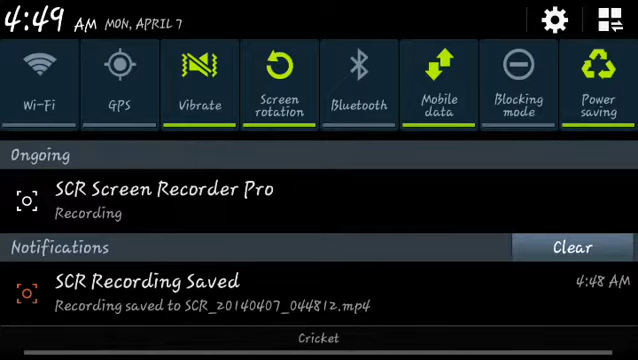 4:49 AM MON, APRIL 7
Wi-Fi GPS Vibrate Screen rotation Bluetooth Mobile data Blocking mode Power saving
Ongoing
SCR Screen Recorder Pro
Recording
Notifications Clear
SCR Recording Saved 4:48 AM
Recording saved to SCR_20140407_044812.mp4
Cricket